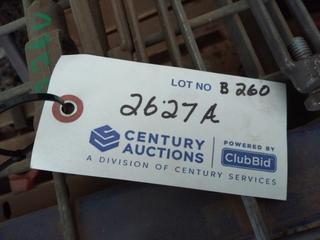 LOT NO B 260
2627A
CENTURY AUCTIONS
POWERED BY
ClubBid
A DIVISION OF CENTURY SERVICES